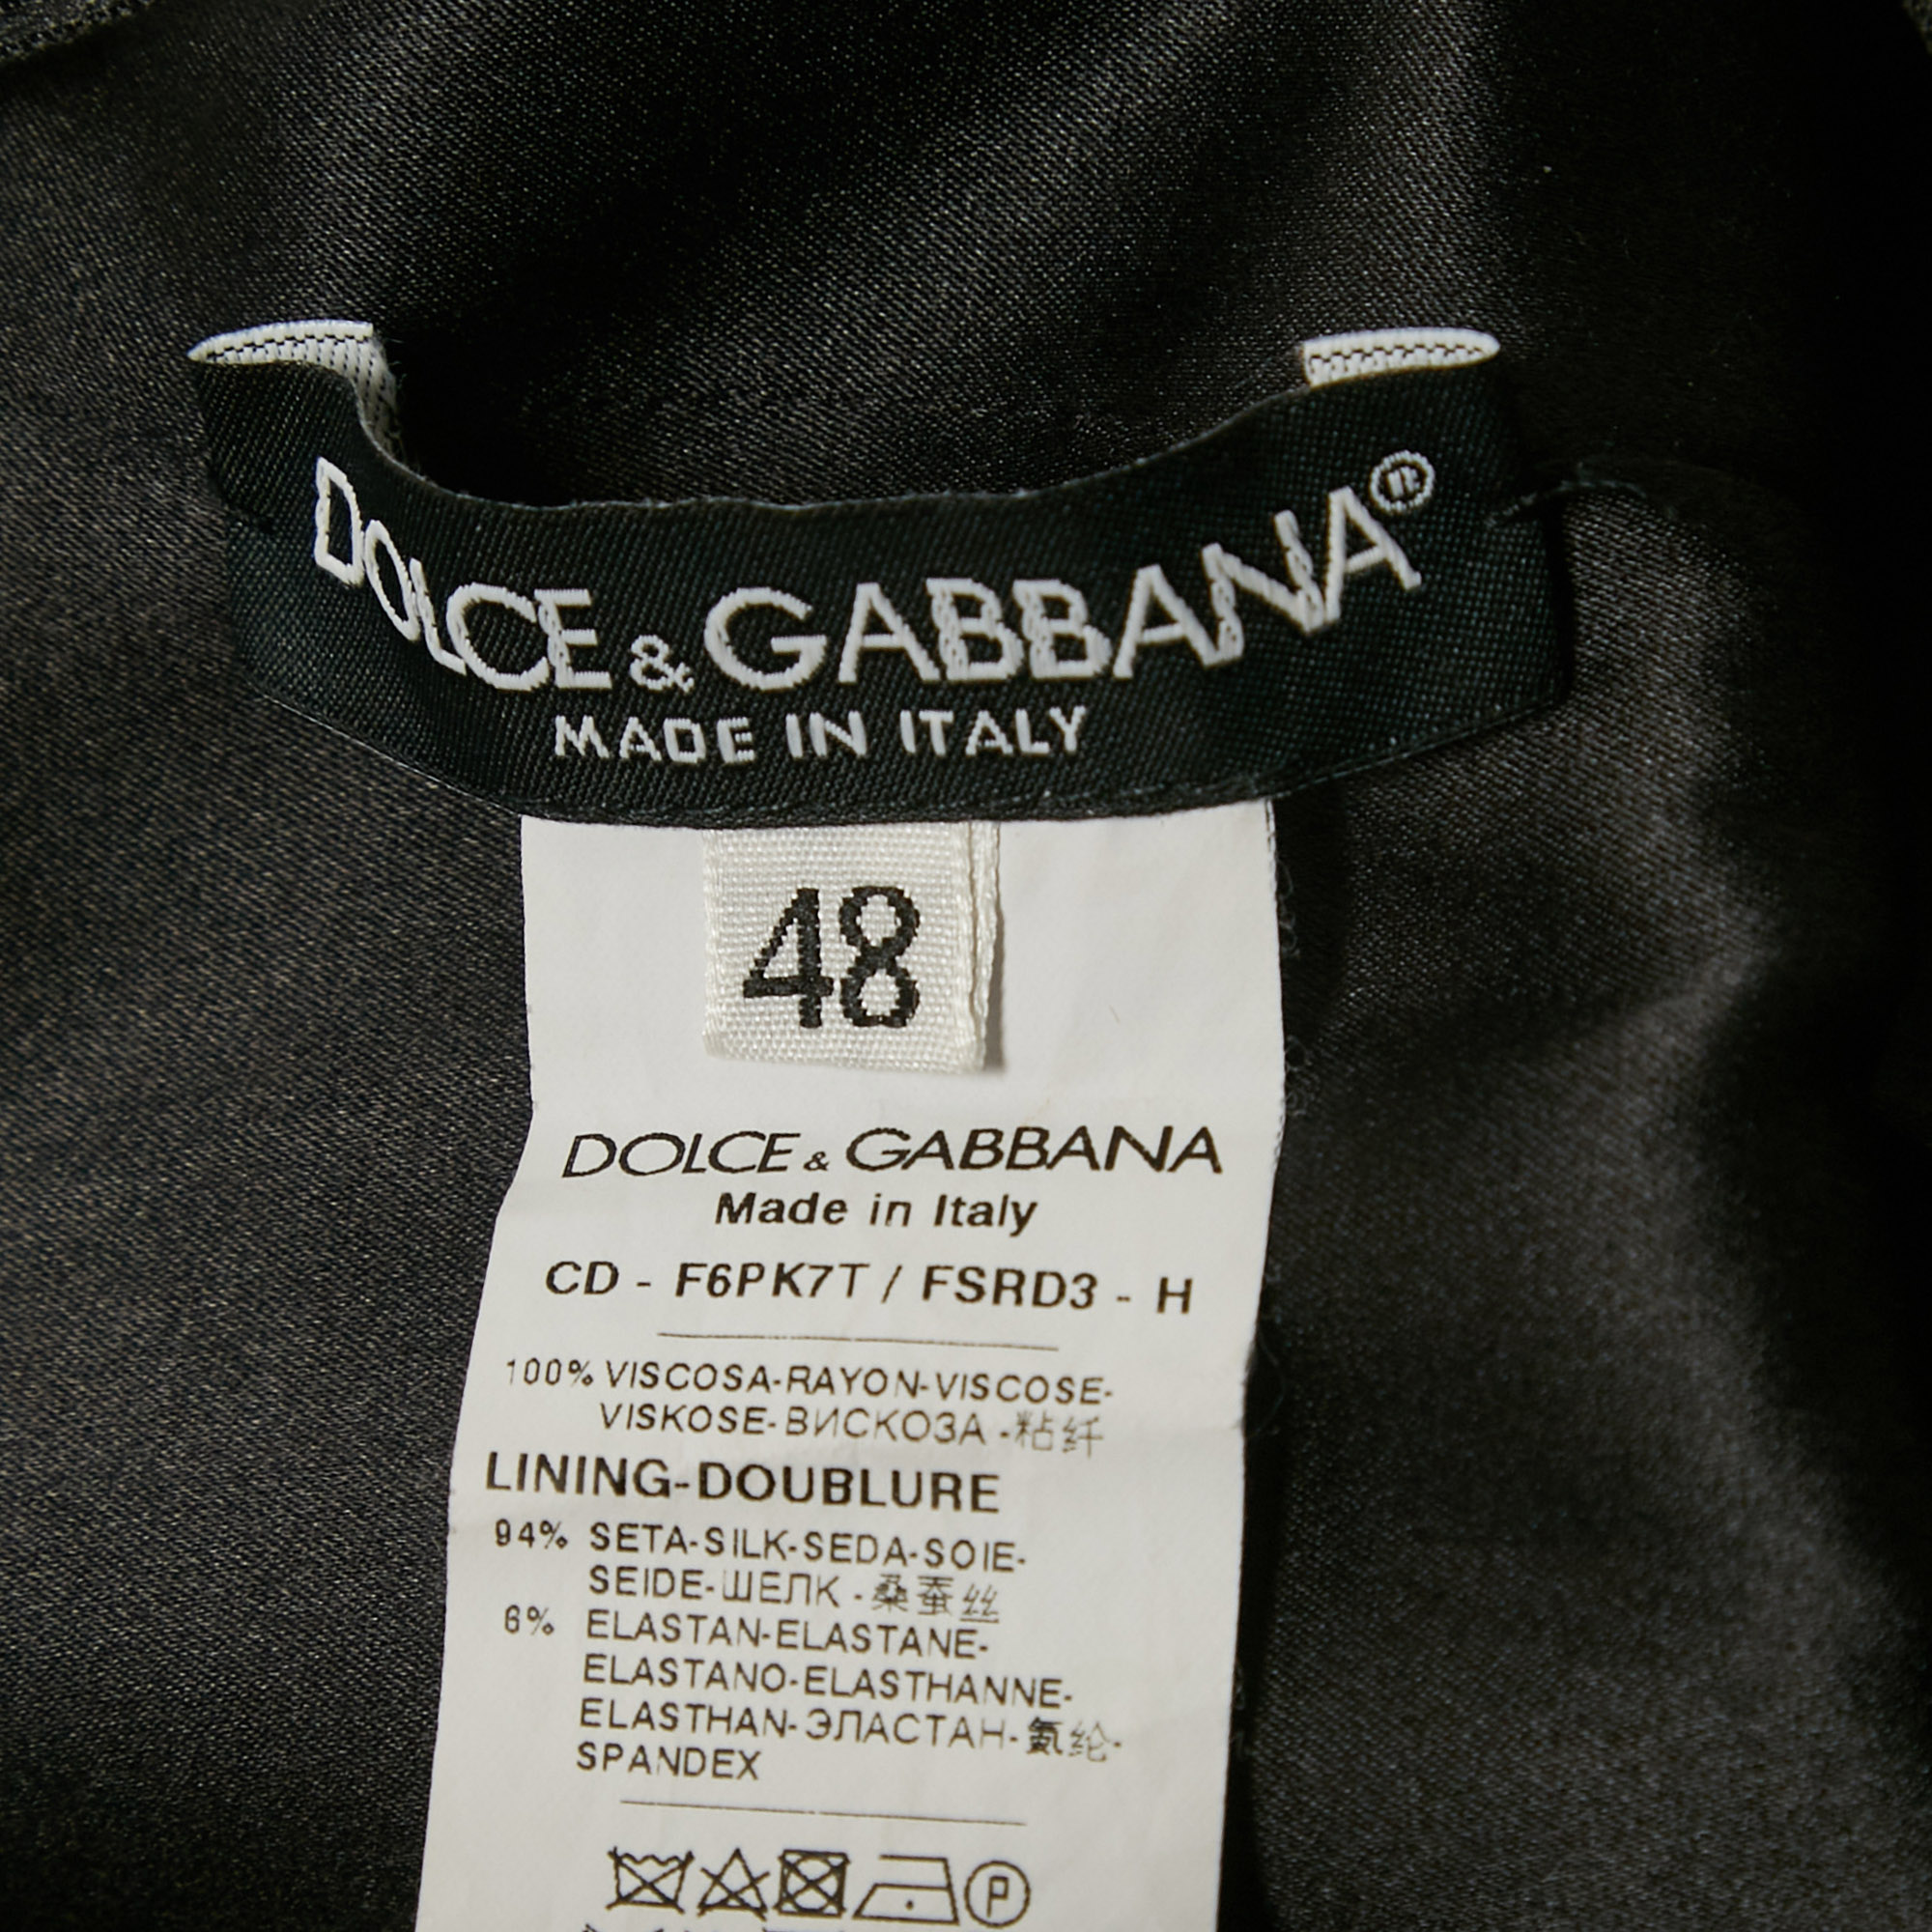 DOLCE & GABBANA®
MADE IN ITALY
48
DOLCE & GABBANA
Made in Italy
CD - F6PK7T / FSRD3 - H
100% VISCOSA-RAYON-VISCOSE-
VISKOSE-ВИСКОЗА -粘纤
LINING-DOUBLURE
94% SETA-SILK-SEDA-SOIE-
SEIDE-ШЕЛК -桑蚕丝
6% ELASTAN-ELASTANE-
ELASTANO-ELASTHANNE-
ELASTHAN-ЭЛАСТАН-氨纶-
SPANDEX
P